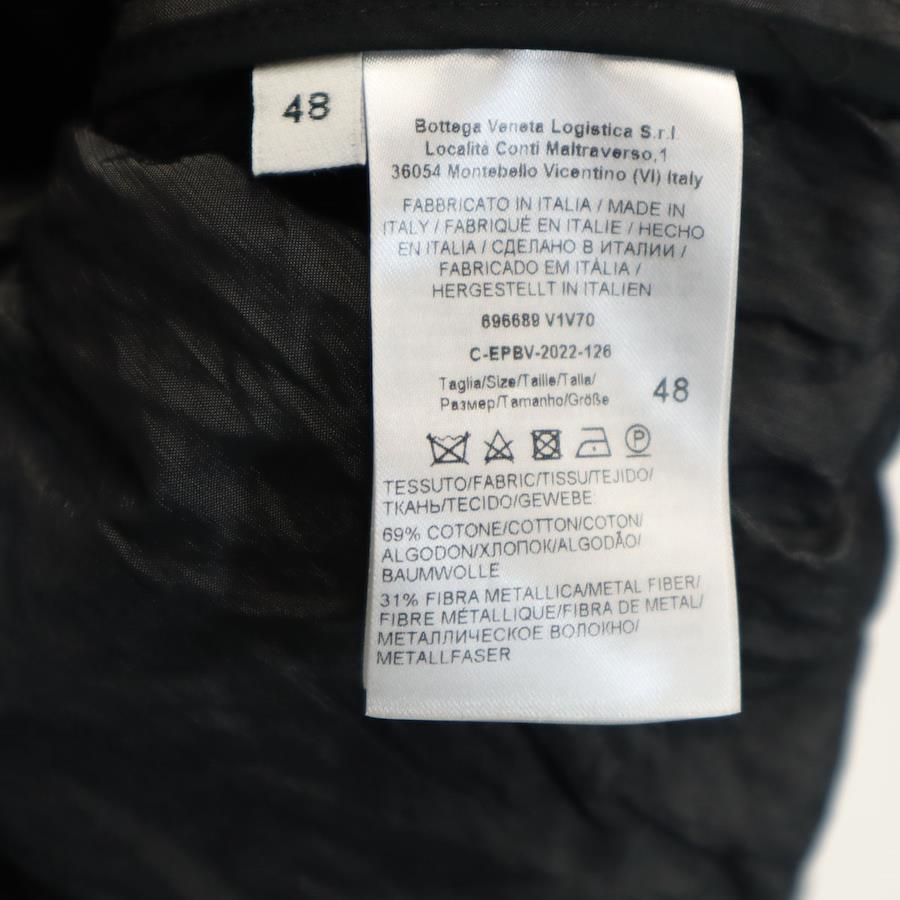 48
Bottega Veneta Logistica S.r.l
Località Conti Maltraverso,1
36054 Montebello Vicentino (VI) Italy
FABBRICATO IN ITALIA / MADE IN
ITALY / FABRIQUÉ EN ITALIE / HECHO
EN ITALIA / СДЕЛАНО В ИТАЛИИ /
FABRICADO EM ITÁLIA /
HERGESTELLT IN ITALIEN
696689 V1V70
C-EPBV-2022-126
Taglia/Size/Taille/Talla/
Размер/Tamanho/Größe
48
P
TESSUTO/FABRIC/TISSU/TEJIDO/
ТКАНЬ/TECIDO/GEWEBE:
69% COTONE/COTTON/COTON/
ALGODON/ХЛОПОК/ALGODÃO/
BAUMWOLLE
31% FIBRA METALLICA/METAL FIBER/
FIBRE MÉTALLIQUE/FIBRA DE METAL/
МЕТАЛЛИЧЕСКОЕ ВОЛОКНО/
METALLFASER